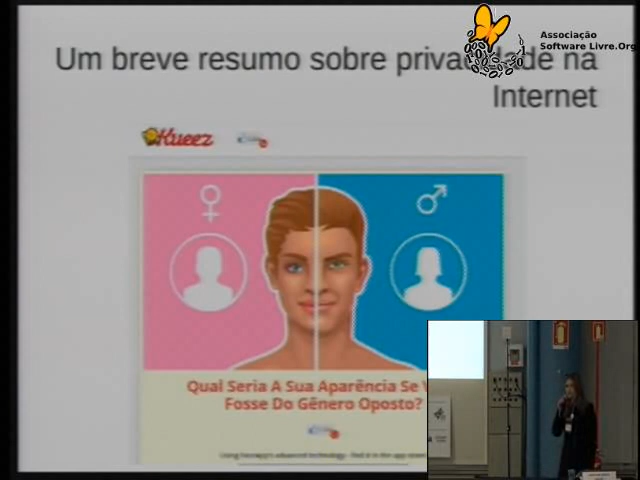 Um breve resumo sobre privacidade na
Internet
Associação
Software Livre.Org
Kueez
Qual Seria A Sua Aparência Se
Fosse Do Gênero Oposto?